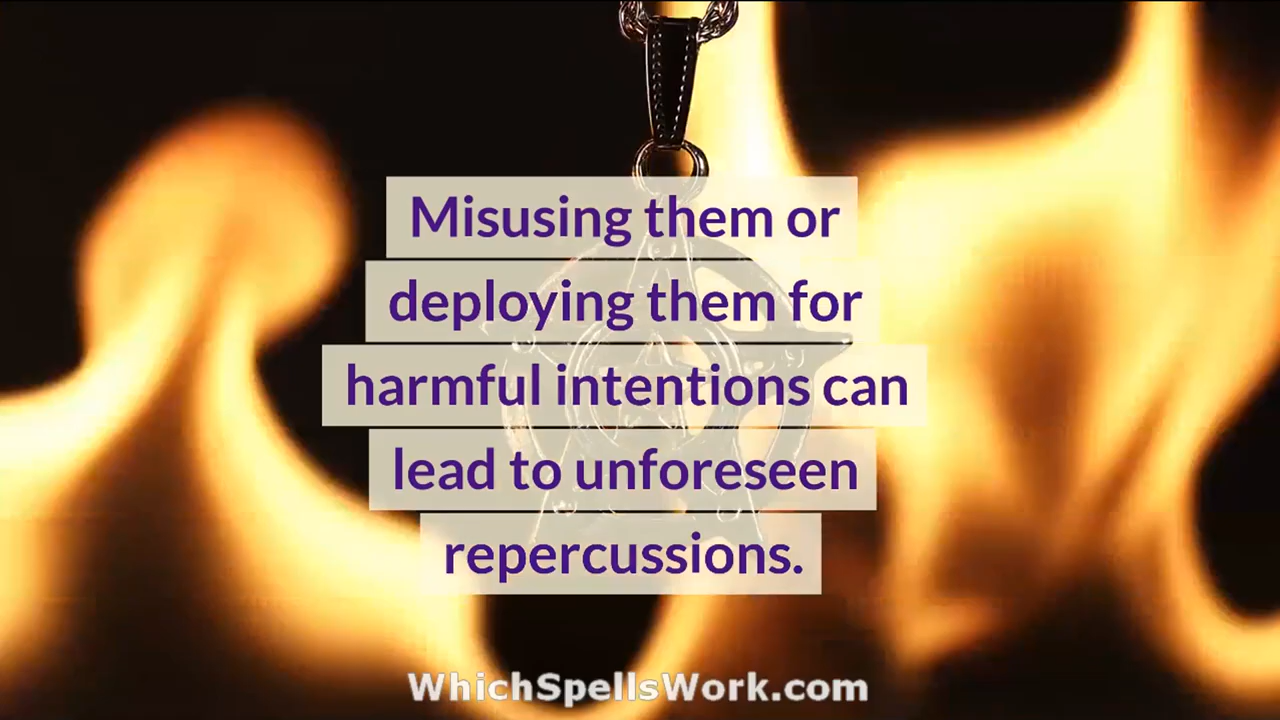 Misusing them or
deploying them for
harmful intentions can
lead to unforeseen
repercussions.
WhichSpellsWork.com